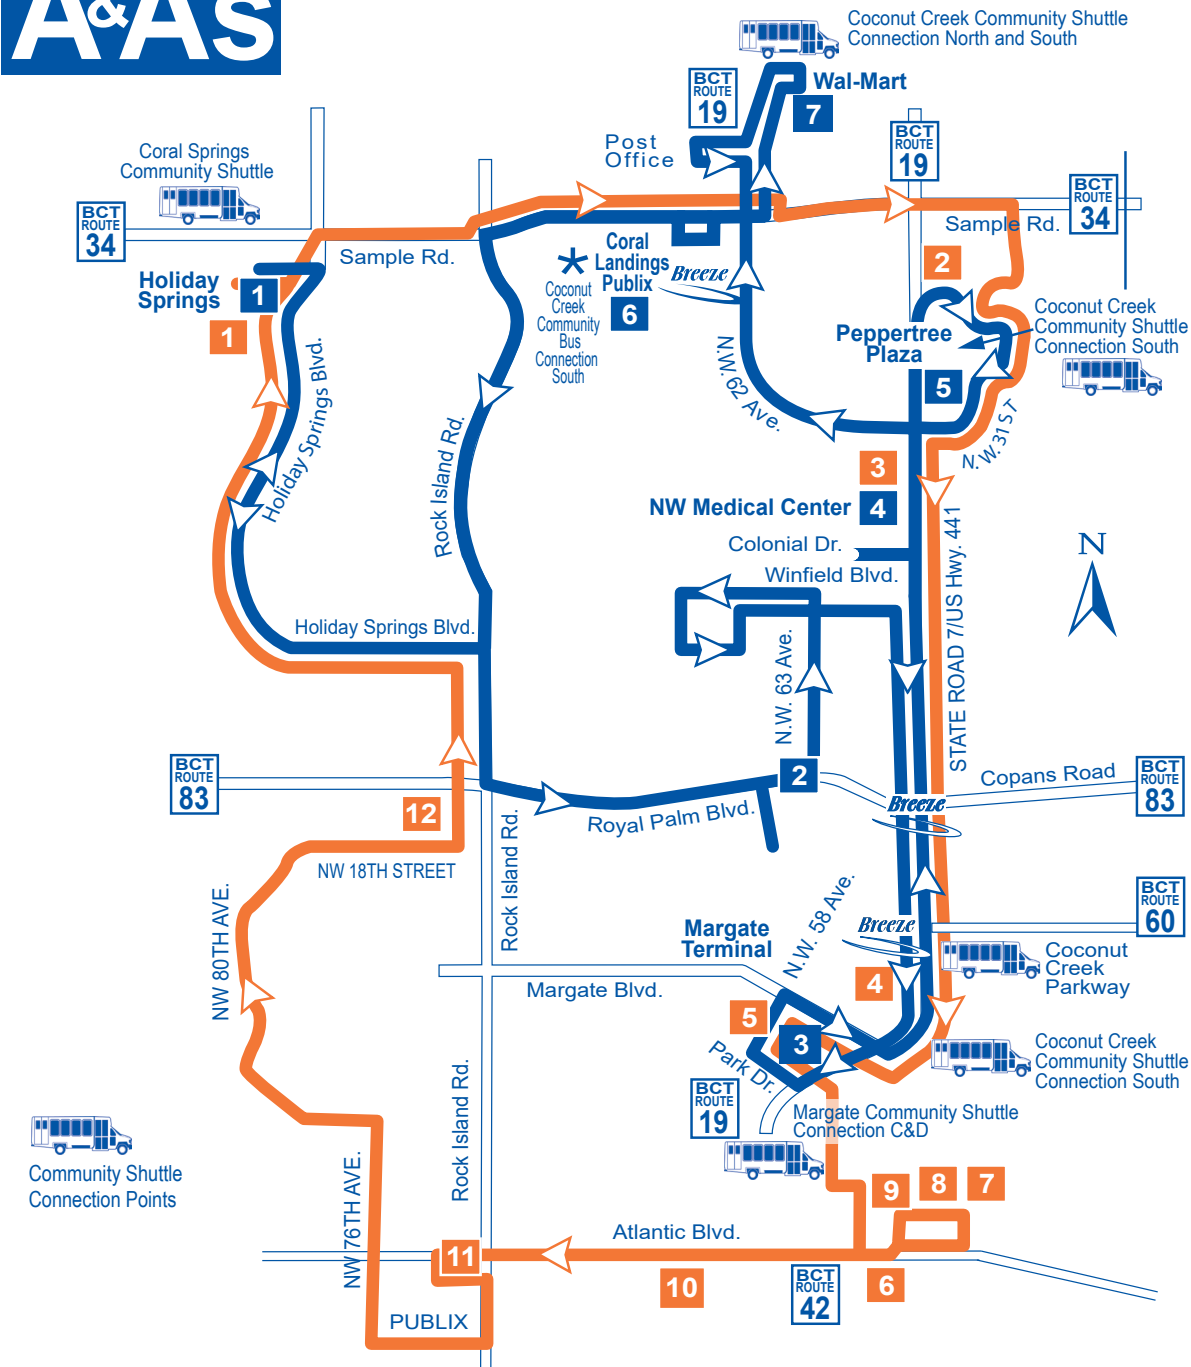 A&AS
Coconut Creek Community Shuttle
Connection North and South
BCT
ROUTE
19
Wal-Mart
7
Post
Office
BCT
ROUTE
19
Coral Springs
Community Shuttle
BCT
ROUTE
34
BCT
ROUTE
34
Sample Rd.
Sample Rd.
Holiday
Springs
1
1
Coral
Landings
Publix
6
Breeze
Coconut
Creek
Community
Bus
Connection
South
2
Coconut Creek
Community Shuttle
Connection South
Peppertree
Plaza
5
N.W. 62 Ave.
N.W. 31 ST
Holiday Springs Blvd.
Rock Island Rd.
3
NW Medical Center
4
Colonial Dr.
Winfield Blvd.
N
STATE ROAD 7/US Hwy. 441
Holiday Springs Blvd.
N.W. 63 Ave.
BCT
ROUTE
83
2
Copans Road
BCT
ROUTE
83
12
Breeze
Royal Palm Blvd.
NW 18TH STREET
Rock Island Rd.
NW 80TH AVE.
N.W. 58 Ave.
BCT
ROUTE
60
Margate
Terminal
Breeze
Coconut
Creek
Parkway
4
Margate Blvd.
5
3
Park Dr.
Coconut Creek
Community Shuttle
Connection South
BCT
ROUTE
19
Margate Community Shuttle
Connection C&D
Rock Island Rd.
Community Shuttle
Connection Points
NW 76TH AVE.
9
8
7
Atlantic Blvd.
11
10
BCT
ROUTE
42
6
PUBLIX